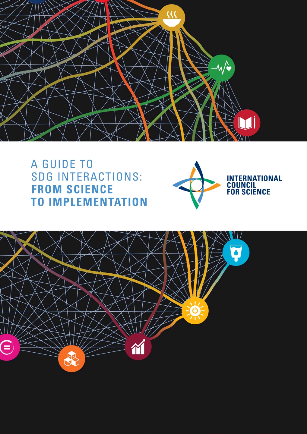 A GUIDE TO
SDG INTERACTIONS:
FROM SCIENCE
TO IMPLEMENTATION
INTERNATIONAL
COUNCIL
FOR SCIENCE